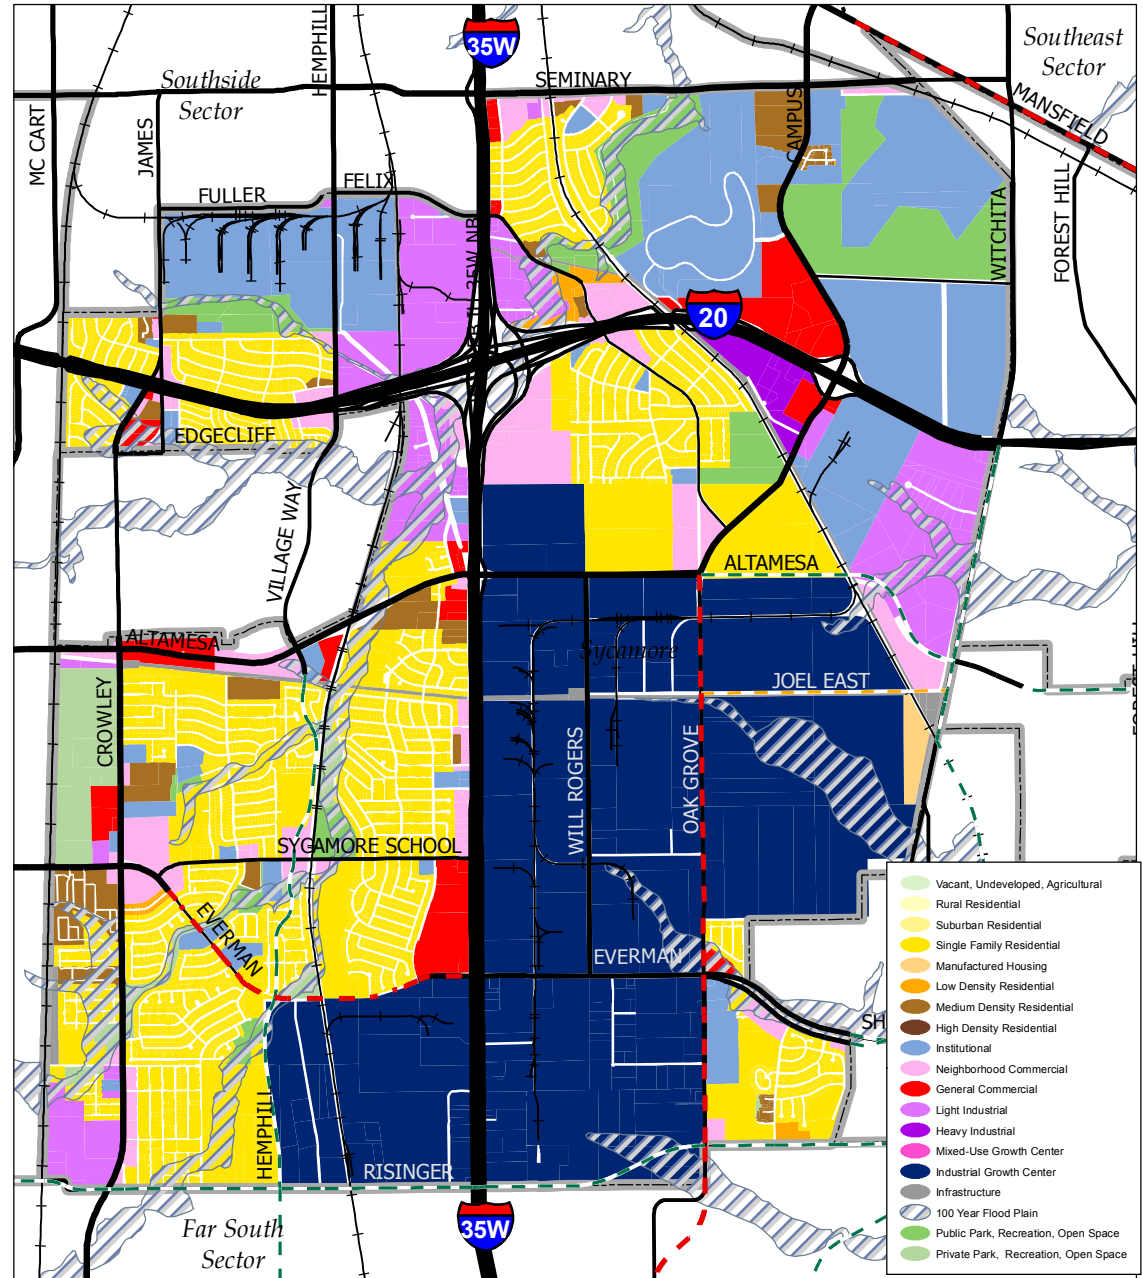 35W
Southeast
Sector
SEMINARY
HEMPHILL
Southside
Sector
MC CART
JAMES
CAMPUS
MANSFIELD
FELIX
FULLER
WITCHITA
FOREST HILL
35W NB
20
EDGECLIFF
VILLAGE WAY
ALTAMESA
ALTAMESA
Sycamore
JOEL EAST
CROWLEY
WILL ROGERS
OAK GROVE
SYCAMORE SCHOOL
EVERMAN
EVERMAN
SH
HEMPHILL
RISINGER
Far South
Sector
35W
Vacant, Undeveloped, Agricultural
Rural Residential
Suburban Residential
Single Family Residential
Manufactured Housing
Low Density Residential
Medium Density Residential
High Density Residential
Institutional
Neighborhood Commercial
General Commercial
Light Industrial
Heavy Industrial
Mixed-Use Growth Center
Industrial Growth Center
Infrastructure
100 Year Flood Plain
Public Park, Recreation, Open Space
Private Park, Recreation, Open Space